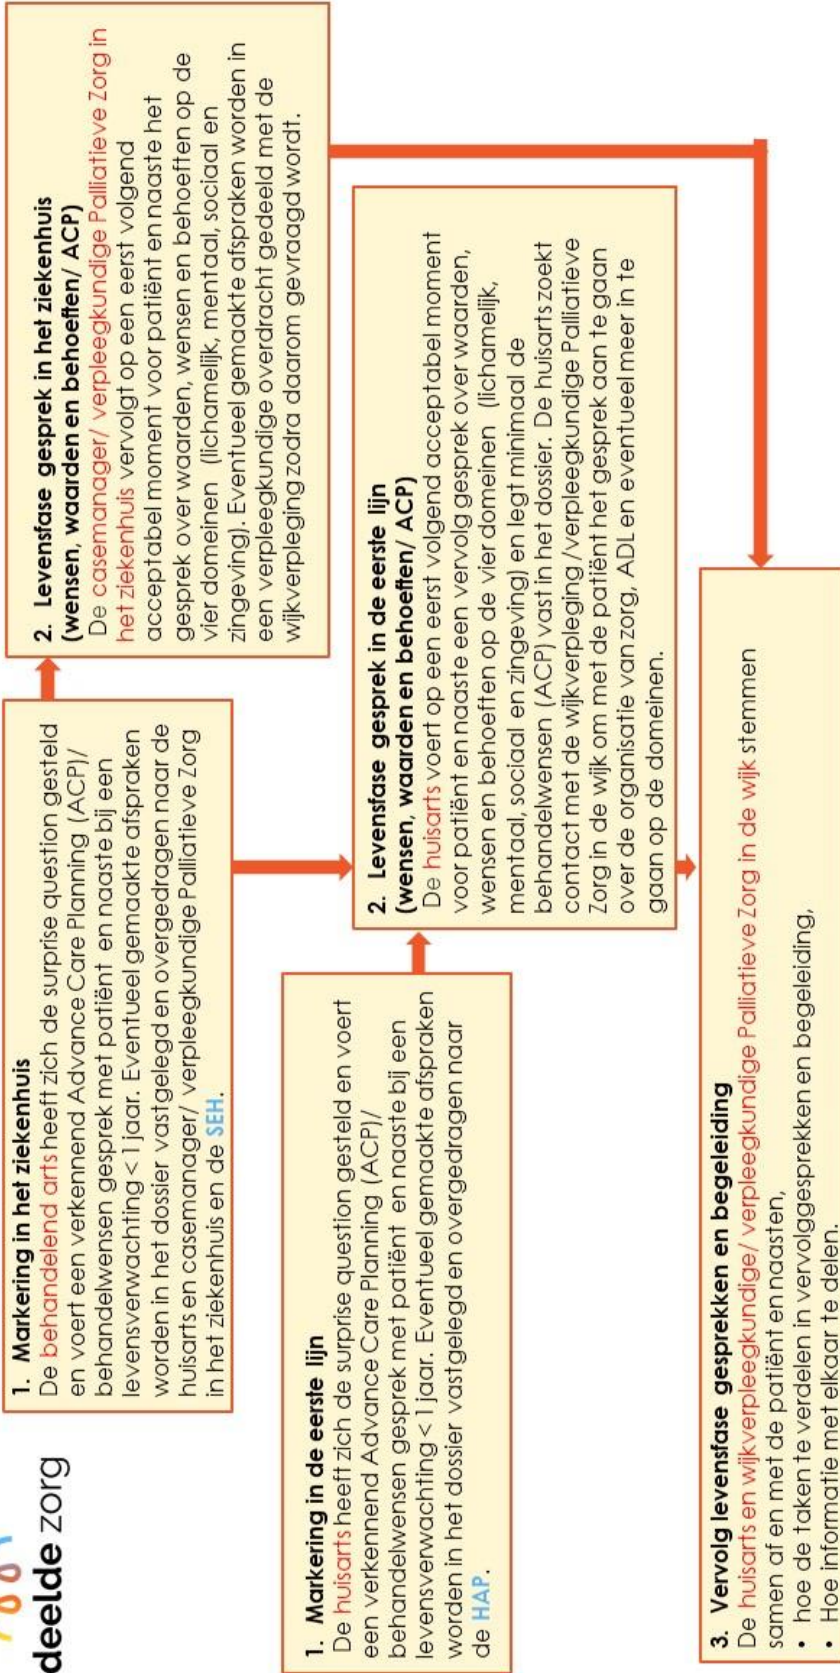 deelde zorg
1. Markering in het ziekenhuis
De behandelend arts heeft zich de surprise question gesteld
en voert een verkennend Advance Care Planning (ACP)/
behandelwensen gesprek met patiënt en naaste bij een
levensverwachting < 1 jaar. Eventueel gemaakte afspraken
worden in het dossier vastgelegd en overgedragen naar de
huisarts en casemanager/ verpleegkundige Palliatieve Zorg
in het ziekenhuis en de SEH.
2. Levensfase gesprek in het ziekenhuis
(wensen, waarden en behoeften/ ACP)
De casemanager/ verpleegkundige Palliatieve Zorg in
het ziekenhuis vervolgt op een eerst volgend
acceptabel moment voor patiënt en naaste het
gesprek over waarden, wensen en behoeften op de
vier domeinen (lichamelijk, mentaal, sociaal en
zingeving). Eventueel gemaakte afspraken worden in
een verpleegkundige overdracht gedeeld met de
wijkverpleging zodra daarom gevraagd wordt.
1. Markering in de eerste lijn
De huisarts heeft zich de surprise question gesteld en voert
een verkennend Advance Care Planning (ACP)/
behandelwensen gesprek met patiënt en naaste bij een
levensverwachting < 1 jaar. Eventueel gemaakte afspraken
worden in het dossier vastgelegd en overgedragen naar
de HAP.
2. Levensfase gesprek in de eerste lijn
(wensen, waarden en behoeften/ ACP)
De huisarts voert op een eerst volgend acceptabel moment
voor patiënt en naaste een vervolg gesprek over waarden,
wensen en behoeften op de vier domeinen (lichamelijk,
mentaal, sociaal en zingeving) en legt minimaal de
behandelwensen (ACP) vast in het dossier. De huisarts zoekt
contact met de wijkverpleging /verpleegkundige Palliatieve
Zorg in de wijk om met de patiënt het gesprek aan te gaan
over de organisatie van zorg, ADL en eventueel meer in te
gaan op de domeinen.
3. Vervolg levensfase gesprekken en begeleiding
De huisarts en wijkverpleegkundige/ verpleegkundige Palliatieve Zorg in de wijk stemmen
samen af en met de patiënt en naasten,
• hoe de taken te verdelen in vervolggesprekken en begeleiding,
• Hoe informatie met elkaar te delen.